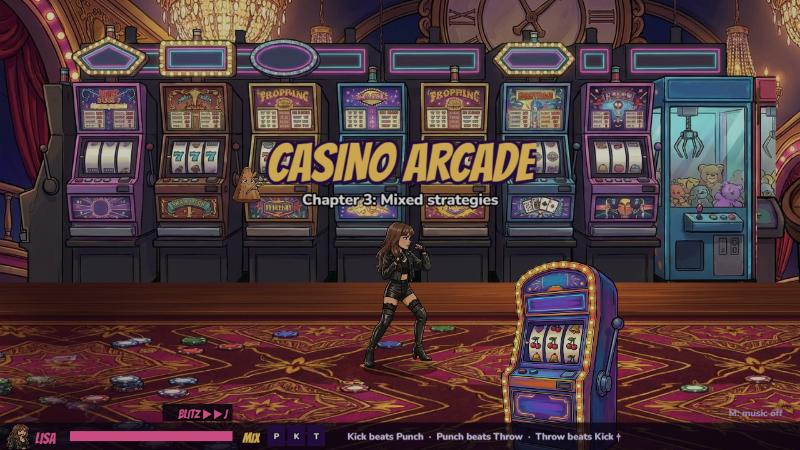 CASINO ARCADE
Chapter 3: Mixed strategies
M: music off
BLITZ ▶▶J
LISA
MIX P K T
Kick beats Punch · Punch beats Throw · Throw beats Kick †